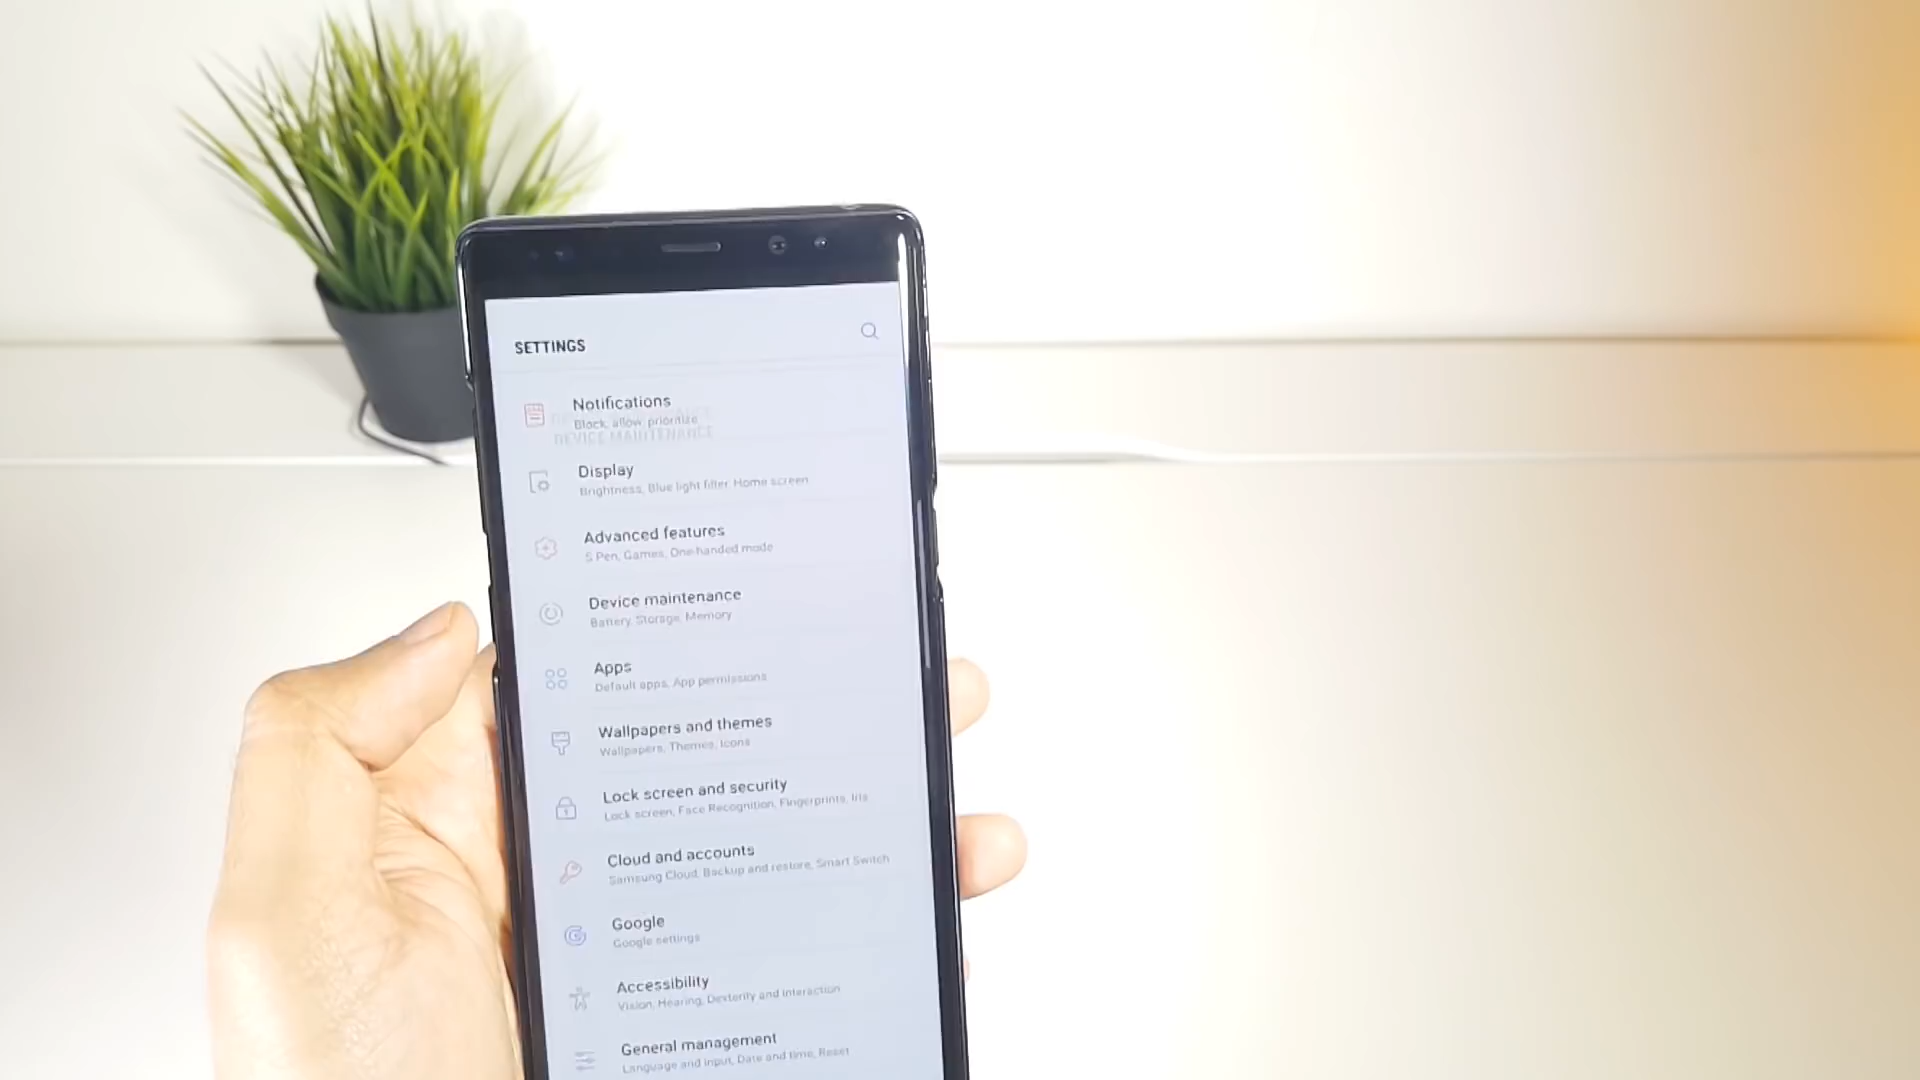 SETTINGS
Notifications
Block, allow, prioritize
DEVICE MAINTENANCE
Display
Brightness, Blue light filter, Home screen
Advanced features
S Pen, Games, One-handed mode
Device maintenance
Battery, Storage, Memory
Apps
Default apps, App permissions
Wallpapers and themes
Wallpapers, Themes, Icons
Lock screen and security
Lock screen, Face Recognition, Fingerprints, Iris
Cloud and accounts
Samsung Cloud, Backup and restore, Smart Switch
Google
Google settings
Accessibility
Vision, Hearing, Dexterity and interaction
General management
Language and input, Date and time, Reset